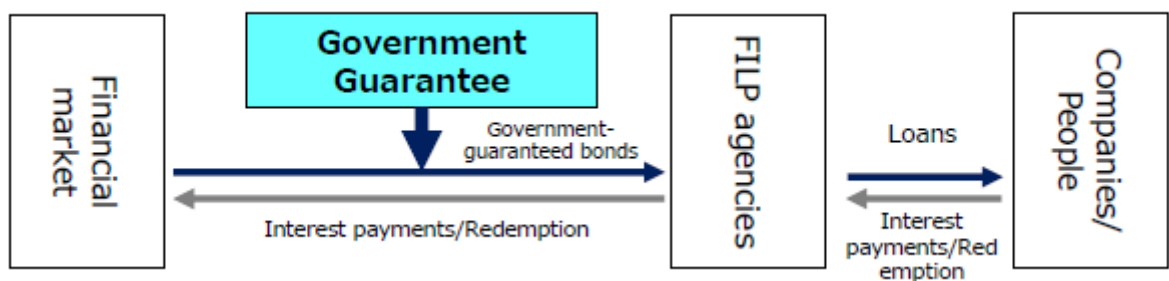 Financial
market
Government
Guarantee
Government-
guaranteed bonds
Interest payments/Redemption
FILP agencies
Loans
Interest
payments/Red
emption
Companies/
People